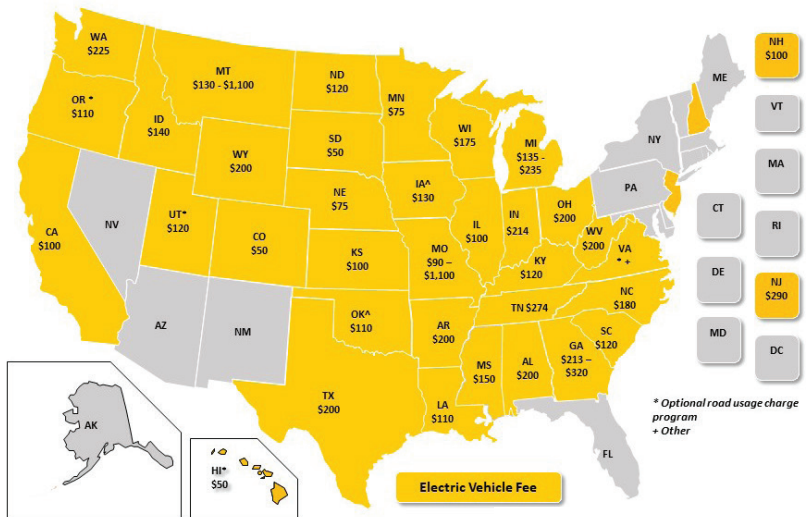 WA
$225
OR *
$110
CA
$100
NV
ID
$140
MT
$130 - $1,100
WY
$200
UT*
$120
CO
$50
AZ
NM
ND
$120
SD
$50
NE
$75
KS
$100
OK^
$110
TX
$200
MN
$75
IA^
$130
MO
$90 –
$1,100
AR
$200
LA
$110
WI
$175
IL
$100
MI
$135 -
$235
IN
$214
OH
$200
KY
$120
TN $274
MS
$150
AL
$200
GA
$213 –
$320
WV
$200
VA
* +
NC
$180
SC
$120
FL
PA
NY
ME
NH
$100
VT
MA
CT
RI
DE
NJ
$290
MD
DC
AK
HI*
$50
Electric Vehicle Fee
* Optional road usage charge
program
+ Other